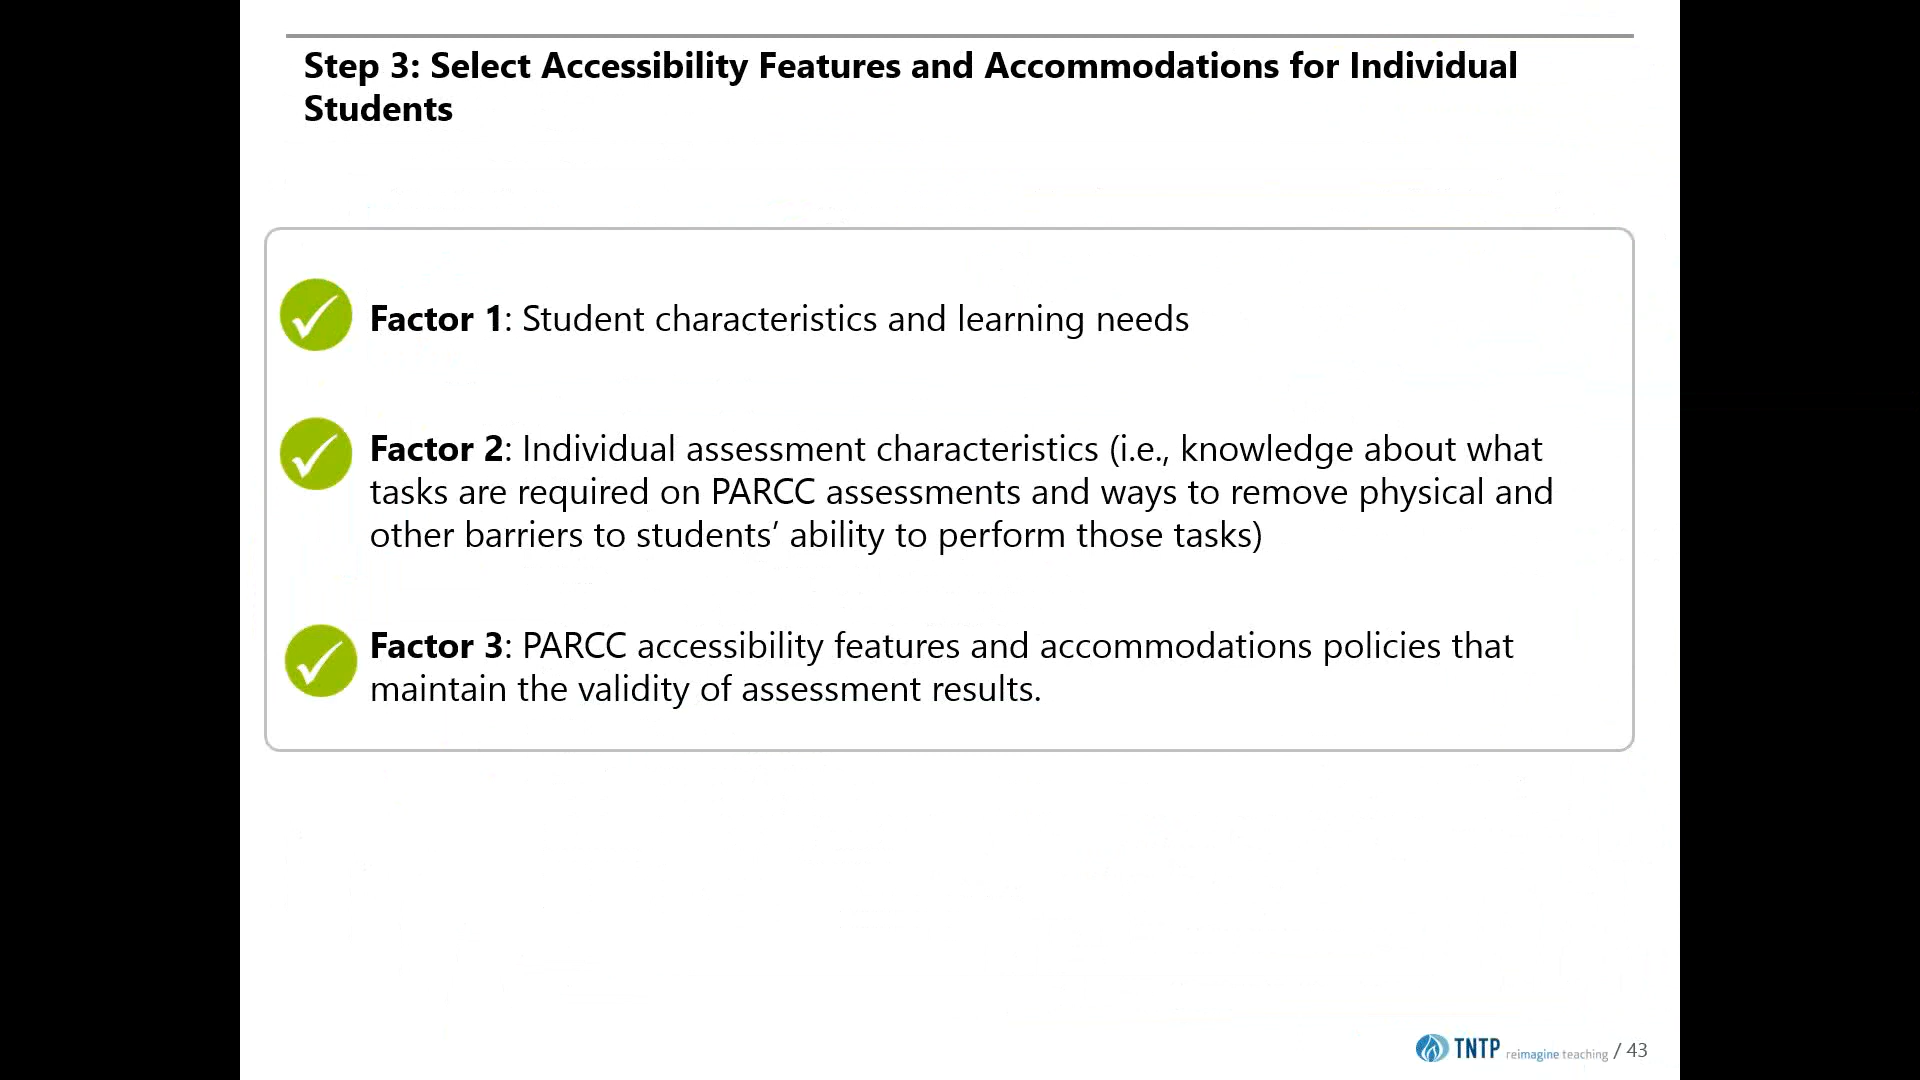 Step 3: Select Accessibility Features and Accommodations for Individual
Students
Factor 1: Student characteristics and learning needs
Factor 2: Individual assessment characteristics (i.e., knowledge about what
tasks are required on PARCC assessments and ways to remove physical and
other barriers to students’ ability to perform those tasks)
Factor 3: PARCC accessibility features and accommodations policies that
maintain the validity of assessment results.
TNTP reimagine teaching / 43